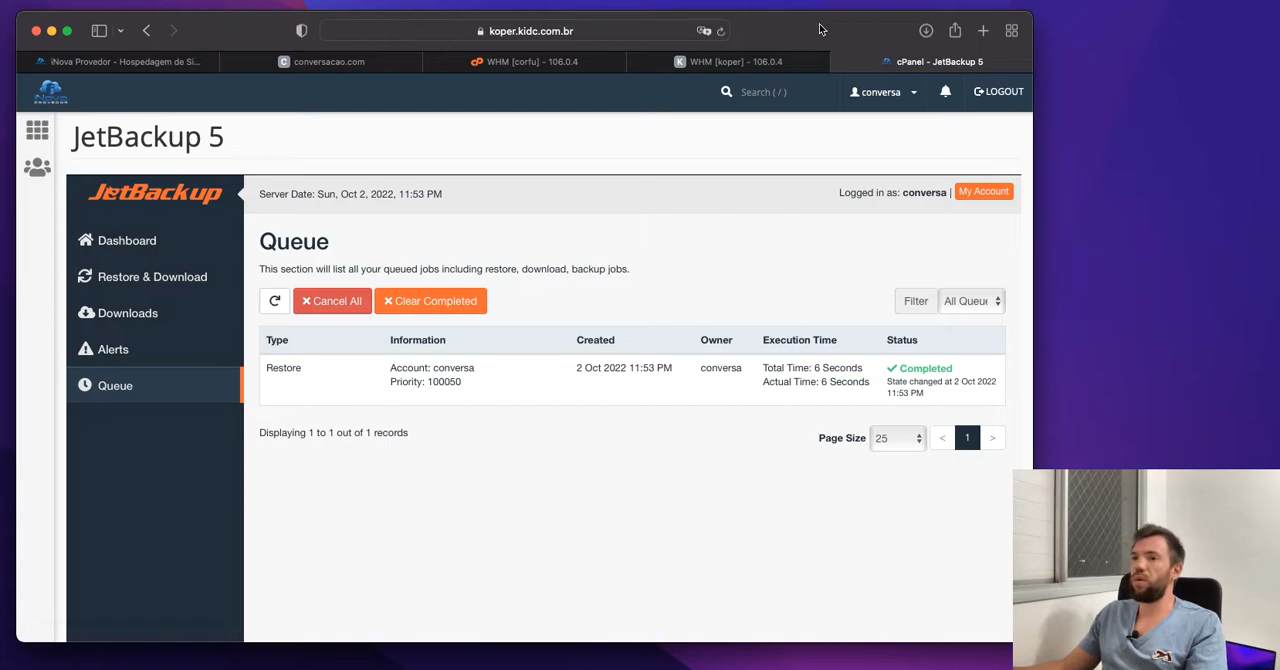 koper.kidc.com.br
iNova Provedor - Hospedagem de Si...
C conversacao.com
cP WHM [corfu] - 106.0.4
K WHM [koper] - 106.0.4
cPanel - JetBackup 5
iNova
PROVEDOR
Search ( / )
conversa
LOGOUT
JetBackup 5
JetBackup
Server Date: Sun, Oct 2, 2022, 11:53 PM
Logged in as: conversa |
My Account
Dashboard
Restore & Download
Downloads
Alerts
Queue
Queue
This section will list all your queued jobs including restore, download, backup jobs.
Cancel All
Clear Completed
Filter
All Queue
Type Information Created Owner Execution Time Status
Restore
Account: conversa
Priority: 100050
2 Oct 2022 11:53 PM
conversa
Total Time: 6 Seconds
Actual Time: 6 Seconds
Completed
State changed at 2 Oct 2022
11:53 PM
Displaying 1 to 1 out of 1 records
Page Size 25 < 1 >